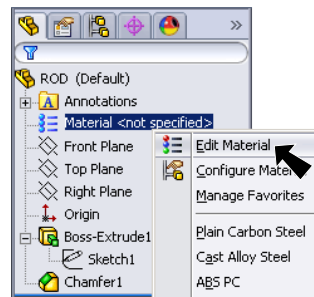 »
ROD (Default)
Annotations
Material <not specified>
Front Plane
Top Plane
Right Plane
Origin
Boss-Extrude1
Sketch1
Chamfer1
Edit Material
Configure Mater
Manage Favorites
Plain Carbon Steel
Cast Alloy Steel
ABS PC